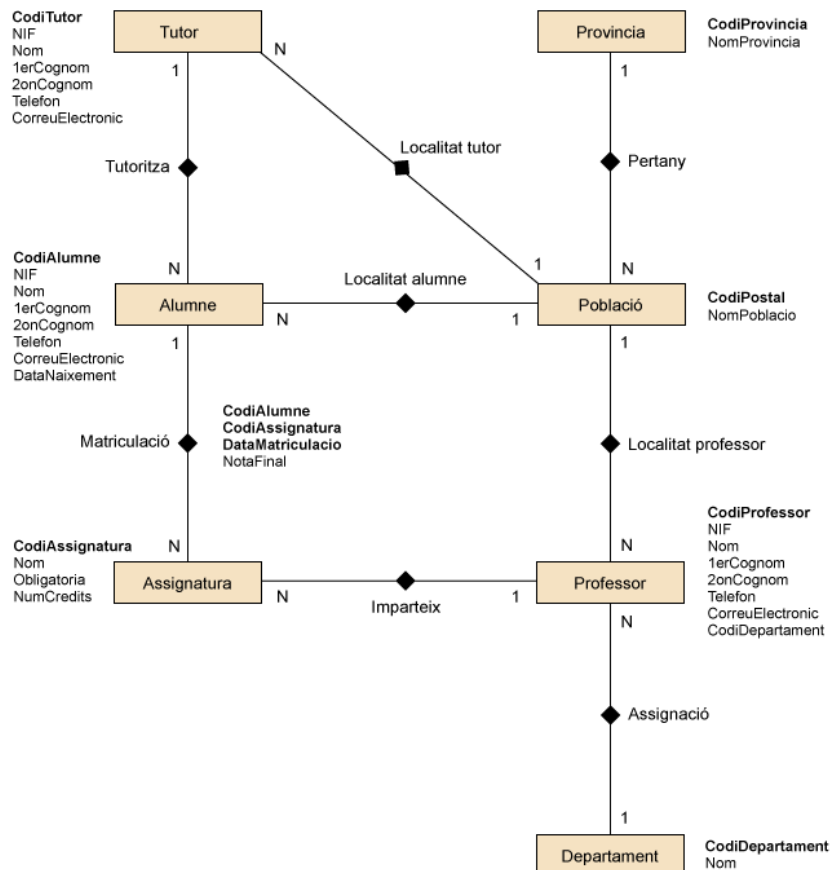 CodiTutor
NIF
Nom
1erCognom
2onCognom
Telefon
CorreuElectronic
Tutor
N
1
Provincia
1
CodiProvincia
NomProvincia
Tutoritza
Localitat tutor
Pertany
CodiAlumne
NIF
Nom
1erCognom
2onCognom
Telefon
CorreuElectronic
DataNaixement
N
Alumne
N
1
Localitat alumne
1
N
Població
1
1
CodiPostal
NomPoblacio
Matriculació
CodiAlumne
CodiAssignatura
DataMatriculacio
NotaFinal
Localitat professor
CodiAssignatura
Nom
Obligatoria
NumCredits
N
Assignatura
N
Imparteix
N
Professor
1
N
CodiProfessor
NIF
Nom
1erCognom
2onCognom
Telefon
CorreuElectronic
CodiDepartament
Assignació
1
Departament
CodiDepartament
Nom